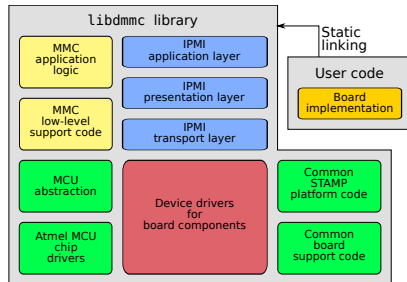 libdmmc library
MMC
application
logic
IPMI
application layer
IPMI
presentation layer
MMC
low-level
support code
IPMI
transport layer
Static
linking
User code
Board
implementation
MCU
abstraction
Device drivers
for
board components
Common
STAMP
platform code
Atmel MCU
chip
drivers
Common
board
support code